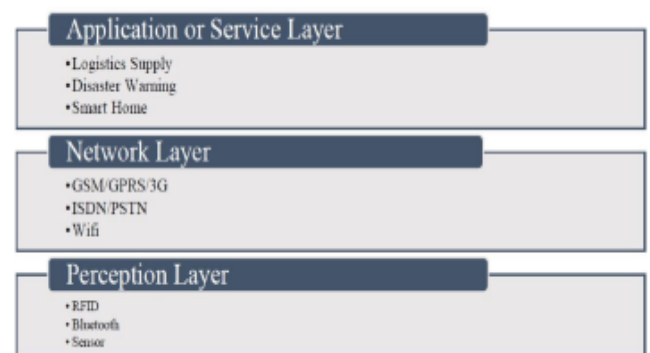 Application or Service Layer
•Logistics Supply
•Disaster Warning
•Smart Home
Network Layer
•GSM/GPRS/3G
•ISDN/PSTN
•Wifi
Perception Layer
•RFID
•Bluetooth
•Sensor